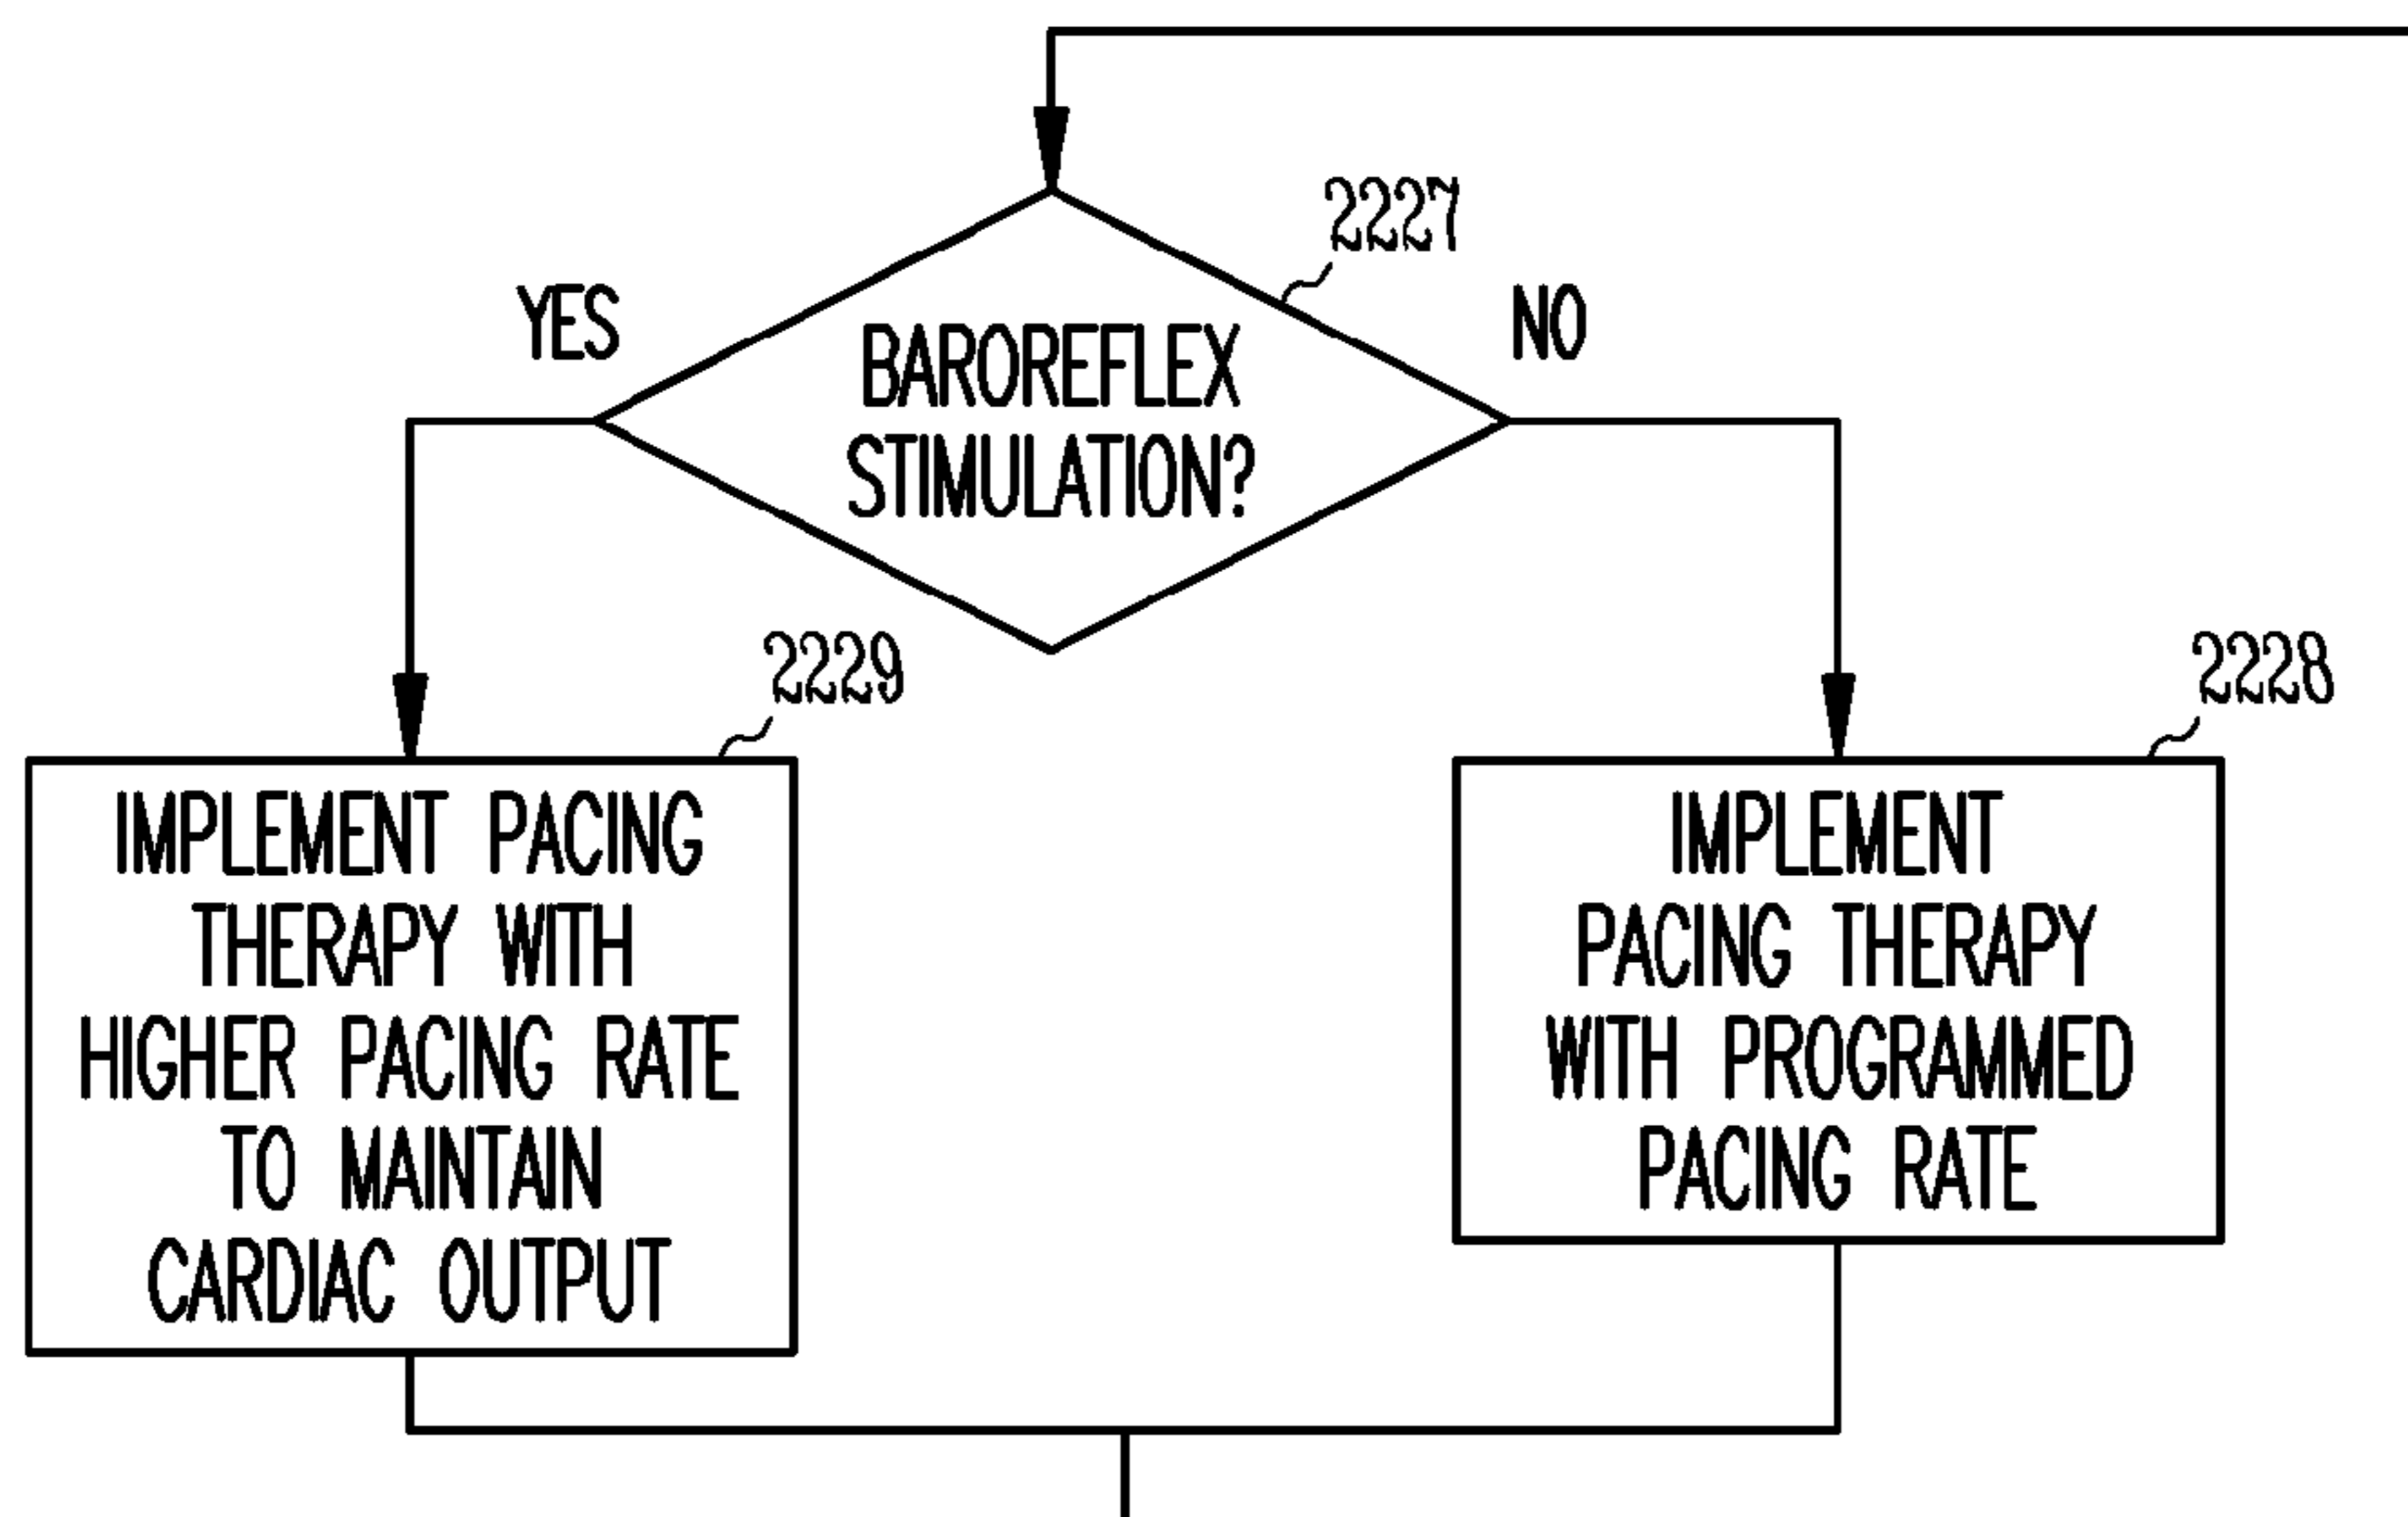 2227
YES
NO
BAROREFLEX
STIMULATION?
2229
2228
IMPLEMENT PACING
THERAPY WITH
HIGHER PACING RATE
TO MAINTAIN
CARDIAC OUTPUT
IMPLEMENT
PACING THERAPY
WITH PROGRAMMED
PACING RATE